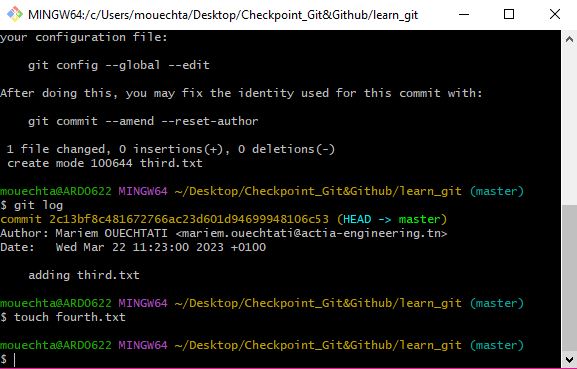 MINGW64:/c/Users/mouechta/Desktop/Checkpoint_Git&Github/learn_git
your configuration file:
git config --global --edit
After doing this, you may fix the identity used for this commit with:
git commit --amend --reset-author
1 file changed, 0 insertions(+), 0 deletions(-)
create mode 100644 third.txt
mouechta@ARDO622 MINGW64 ~/Desktop/Checkpoint_Git&Github/learn_git (master)
$ git log
commit 2c13bf8c481672766ac23d601d94699948106c53 (HEAD -> master)
Author: Mariem OUECHTATI <mariem.ouechtati@actia-engineering.tn>
Date:   Wed Mar 22 11:23:00 2023 +0100
adding third.txt
mouechta@ARDO622 MINGW64 ~/Desktop/Checkpoint_Git&Github/learn_git (master)
$ touch fourth.txt
mouechta@ARDO622 MINGW64 ~/Desktop/Checkpoint_Git&Github/learn_git (master)
$